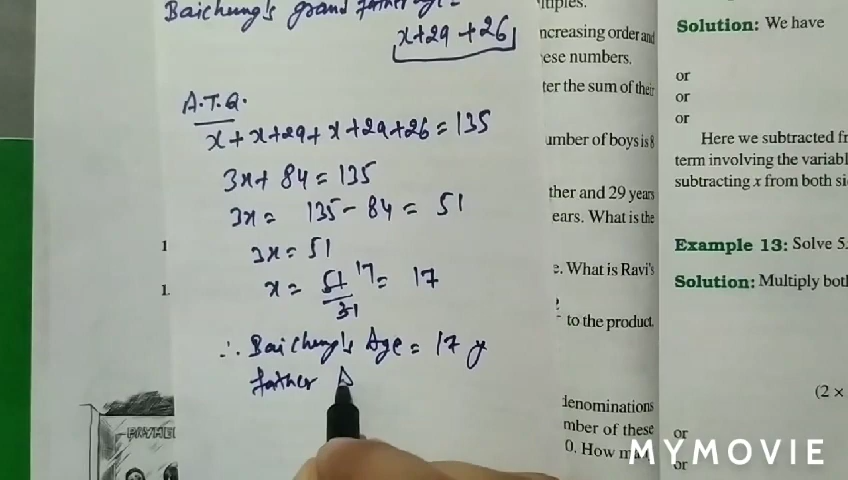 Baichung's grand father age =
x+29 +26
A.T.Q.
x + x+29 + x+29+26 = 135
3x + 84 = 135
3x = 135 - 84 = 51
3x = 51
x = 51/3 17 = 17
∴ Baichung's Age = 17 y
father A
ncreasing order and
ese numbers.
ter the sum of their
umber of boys is 8
ther and 29 years
ears. What is the
e. What is Ravi's
to the product.
denominations
mber of these
0. How
Solution: We have
or
or
or
Here we subtracted fr
term involving the variabl
subtracting x from both si
Example 13: Solve 5
Solution: Multiply both
(2 ×
or
or
MYMOVIE